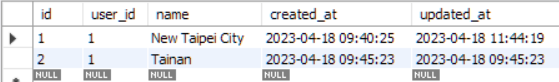 id user_id name created_at updated_at
1 1 New Taipei City 2023-04-18 09:40:25 2023-04-18 11:44:19
2 1 Tainan 2023-04-18 09:45:23 2023-04-18 09:45:23
NULL NULL NULL NULL NULL